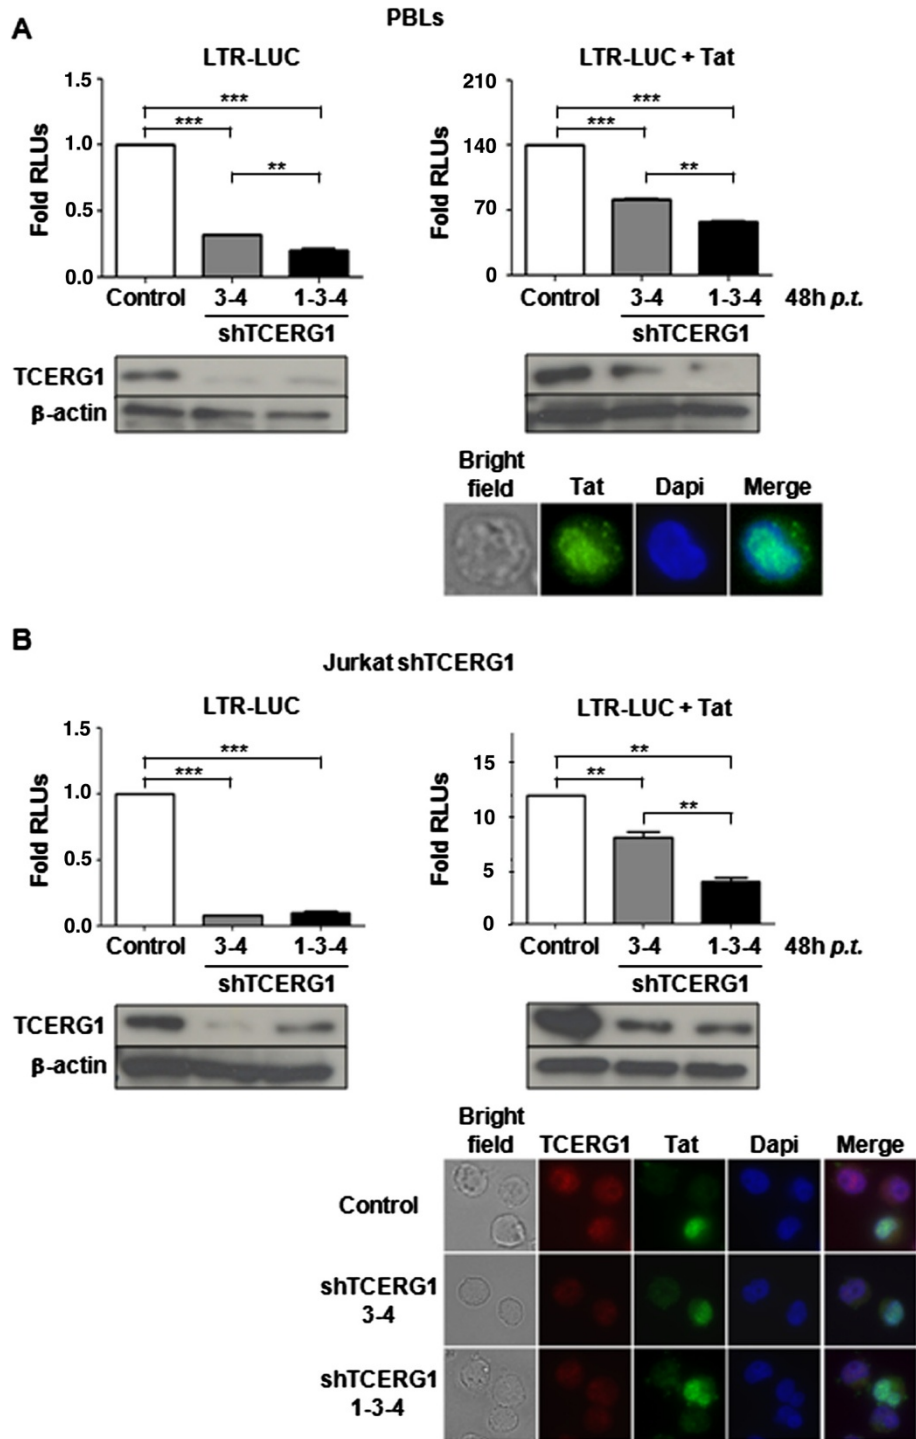 A
PBLs
LTR-LUC
LTR-LUC + Tat
1.5
1.0
0.5
0.0
Fold RLUs
***
***
**
210
140
70
0
Fold RLUs
***
***
**
Control 3-4 1-3-4
Control 3-4 1-3-4 48h p.t.
shTCERG1
shTCERG1
TCERG1
β-actin
Bright
field Tat Dapi Merge
B
Jurkat shTCERG1
LTR-LUC
LTR-LUC + Tat
1.5
1.0
0.5
0.0
Fold RLUs
***
***
15
10
5
0
Fold RLUs
**
**
**
Control 3-4 1-3-4
Control 3-4 1-3-4 48h p.t.
shTCERG1
shTCERG1
TCERG1
β-actin
Bright
field TCERG1 Tat Dapi Merge
Control
shTCERG1
3-4
shTCERG1
1-3-4